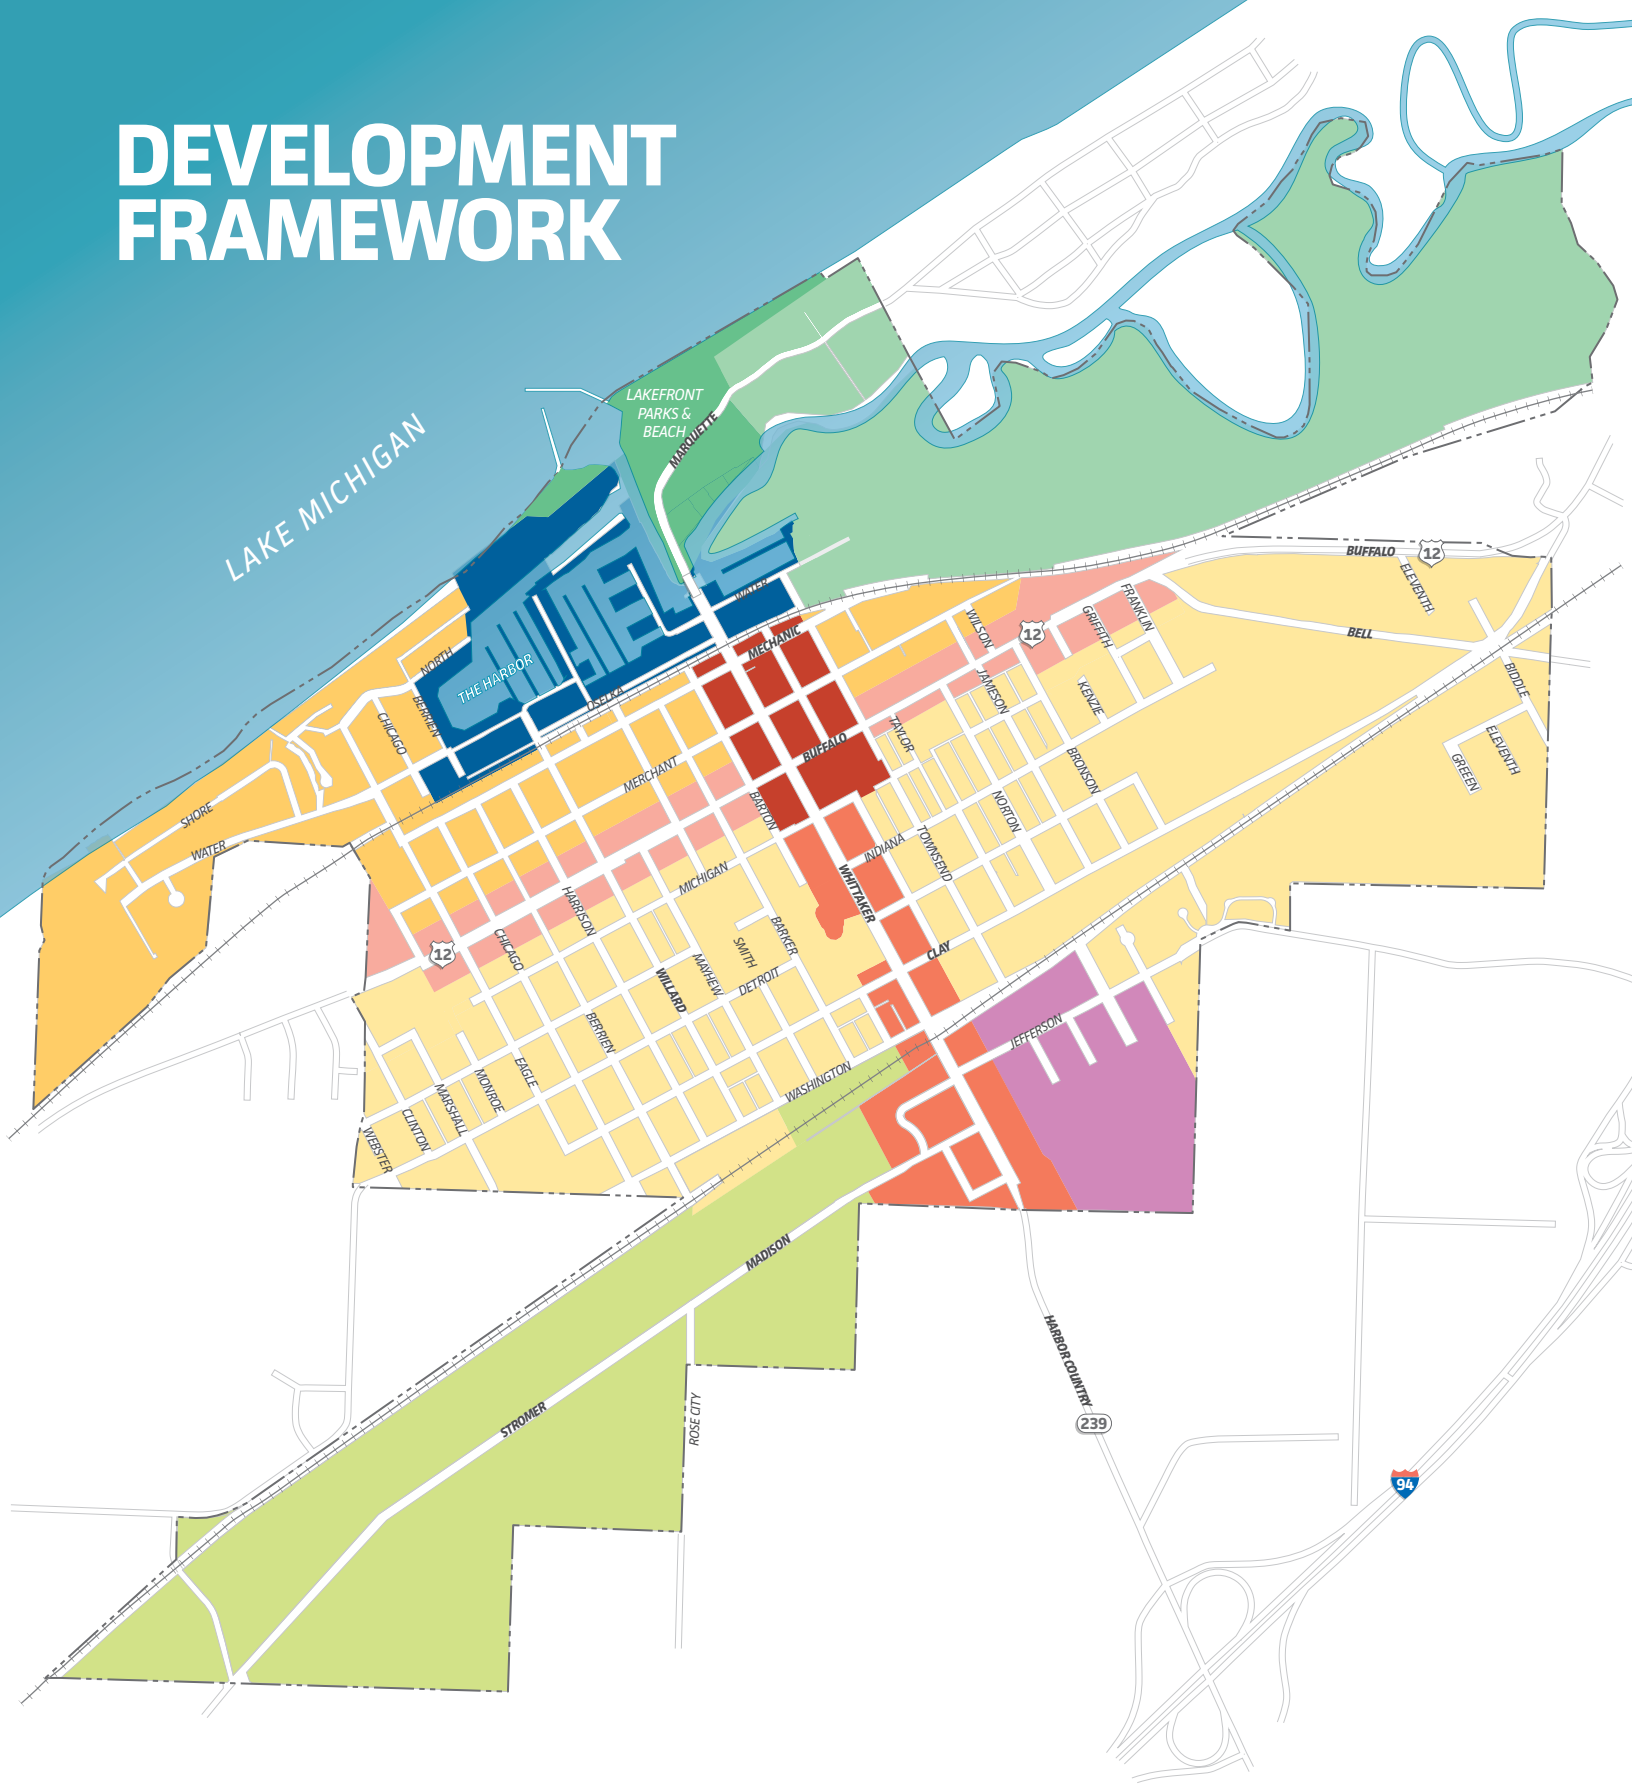 DEVELOPMENT
FRAMEWORK
LAKE MICHIGAN
LAKEFRONT
PARKS &
BEACH
MARQUETTE
WATER
THE HARBOR
NORTH
BERRIEN
CHICAGO
OSELKA
MECHANIC
SHORE
WATER
MERCHANT
BUFFALO
BARTON
TAYLOR
WILSON
12
JAMESON
GRIFFITH
FRANKLIN
KENZIE
BRONSON
BUFFALO
12
ELEVENTH
BELL
BIDDLE
ELEVENTH
GREEEN
NORTON
TOWNSEND
INDIANA
WHITTAKER
MICHIGAN
HARRISON
CHICAGO
12
BARKER
SMITH
MAYHEW
DETROIT
WILLARD
CLAY
BERRIEN
EAGLE
MONROE
MARSHALL
CLINTON
WEBSTER
WASHINGTON
JEFFERSON
MADISON
STROMER
ROSE CITY
HARBOR COUNTRY
239
94